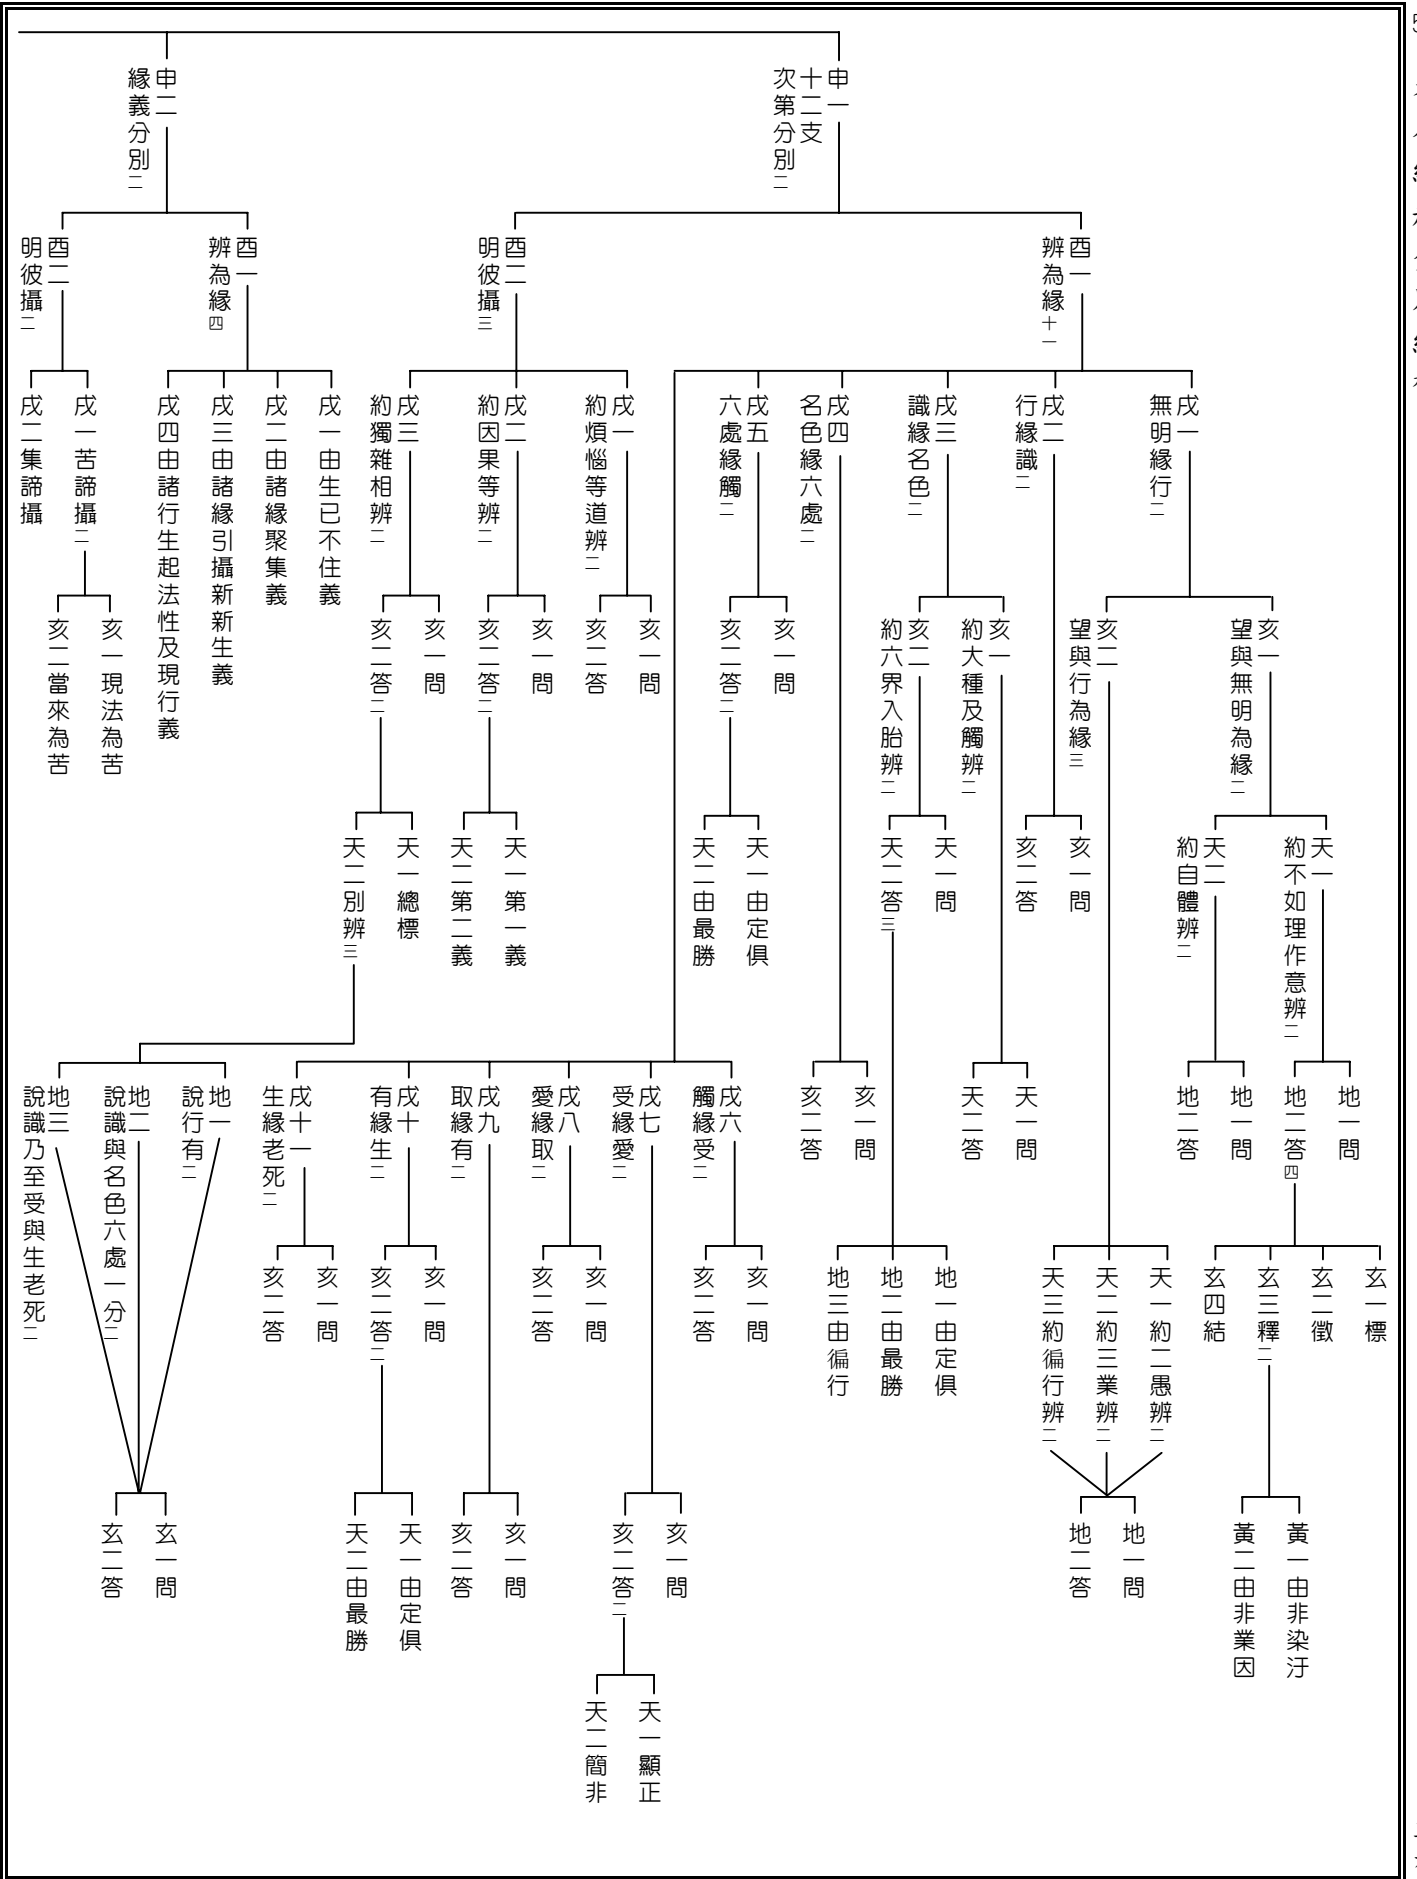 申一
十二支
次第分別二
申二
緣義分別二
酉一
辨為緣十一
酉二
明彼攝三
酉一
辨為緣四
酉二
明彼攝二
戌一
無明緣行二
戌二
行緣識二
戌三
識緣名色二
戌四
名色緣六處二
戌五
六處緣觸二
戌一
約煩惱等道辨二
戌二
約因果等辨二
戌三
約獨雜相辨二
戌一由生已不住義
戌二由諸緣聚集義
戌三由諸緣引攝新新生義
戌四由諸行生起法性及現行義
戌一苦諦攝二
戌二集諦攝
亥一
望與無明為緣二
亥二
望與行為緣三
亥一
約大種及觸辨二
亥二
約六界入胎辨二
亥一問
亥二答二
亥一問
亥二答
亥一問
亥二答二
亥一問
亥二答二
亥一現法為苦
亥二當來為苦
天一
約不如理作意辨二
天二
約自體辨二
亥一問
亥二答
天一問
天二答三
天一由定俱
天二由最勝
天一第一義
天二第二義
天一總標
天二別辨三
地一問
地二答四
地一問
地二答
天一問
天二答
亥一問
亥二答
戌六
觸緣受二
戌七
受緣愛二
戌八
愛緣取二
戌九
取緣有二
戌十
有緣生二
戌十一
生緣老死二
地一
說行有二
地二
說識與名色六處一分二
地三
說識乃至受與生老死二
玄一標
玄二徵
玄三釋二
玄四結
天一約二愚辨二
天二約三業辨二
天三約徧行辨二
地一由定俱
地二由最勝
地三由徧行
亥一問
亥二答
亥一問
亥二答
亥一問
亥二答二
亥一問
亥二答
黃一由非染汙
黃二由非業因
地一問
地二答
亥一問
亥二答二
亥一問
亥二答
天一由定俱
天二由最勝
玄一問
玄二答
天一顯正
天二簡非